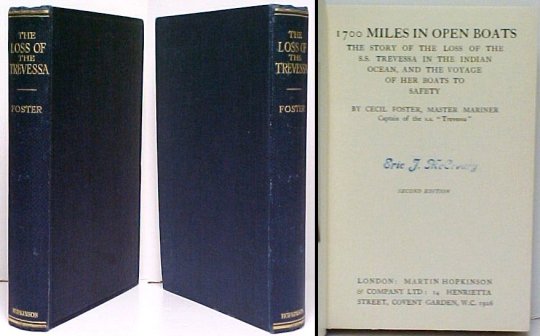 THE
LOSS OF
THE
TREVESSA
FOSTER
HOPKINSON
THE
LOSS OF
THE
TREVESSA
FOSTER
HOPKINSON
1700 MILES IN OPEN BOATS
THE STORY OF THE LOSS OF THE
S.S. TREVESSA IN THE INDIAN
OCEAN, AND THE VOYAGE
OF HER BOATS TO
SAFETY
BY CECIL FOSTER, MASTER MARINER
Captain of the s.s. "Trevessa"
Eric J. McCreary
SECOND EDITION
LONDON: MARTIN HOPKINSON
& COMPANY LTD: 14 HENRIETTA
STREET, COVENT GARDEN, W.C. 1926